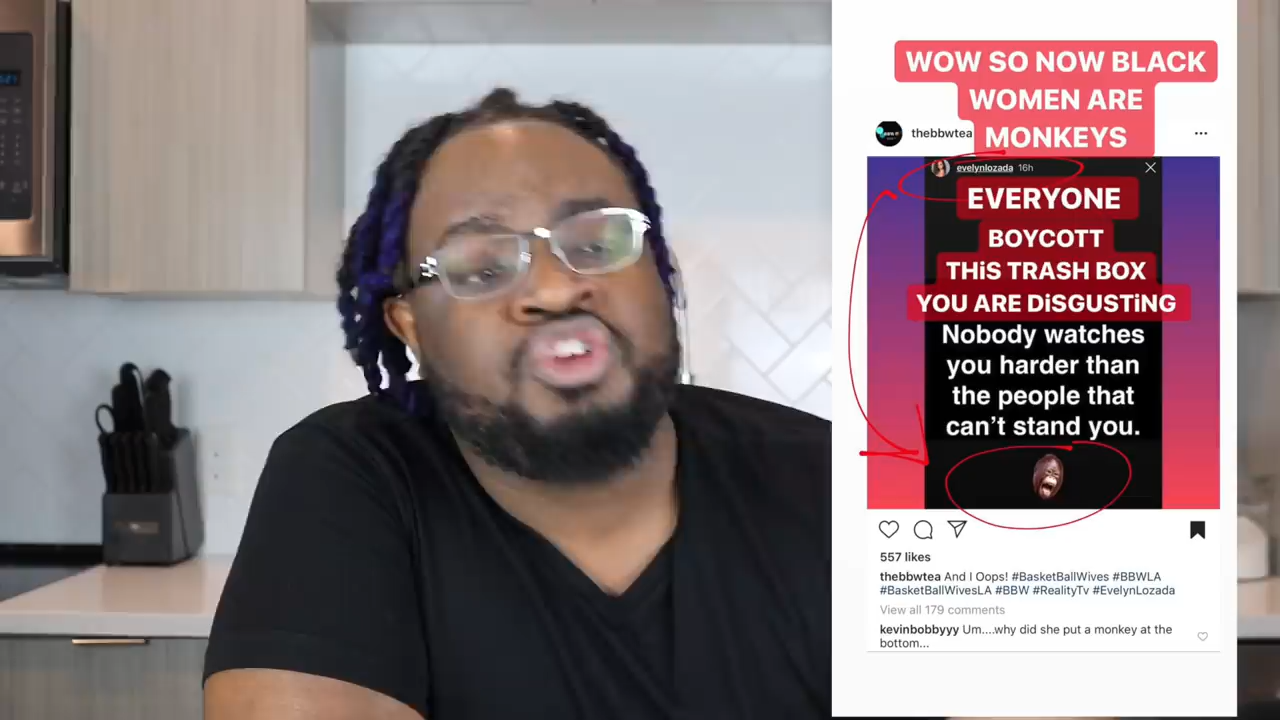 WOW SO NOW BLACK
WOMEN ARE
MONKEYS
thebbwtea
evelynlozada 16h
EVERYONE
BOYCOTT
THiS TRASH BOX
YOU ARE DiSGUSTiNG
Nobody watches
you harder than
the people that
can't stand you.
557 likes
thebbwtea And I Oops! #BasketBallWives #BBWLA
#BasketBallWivesLA #BBW #RealityTv #EvelynLozada
View all 179 comments
kevinbobbyyy Um....why did she put a monkey at the
bottom...